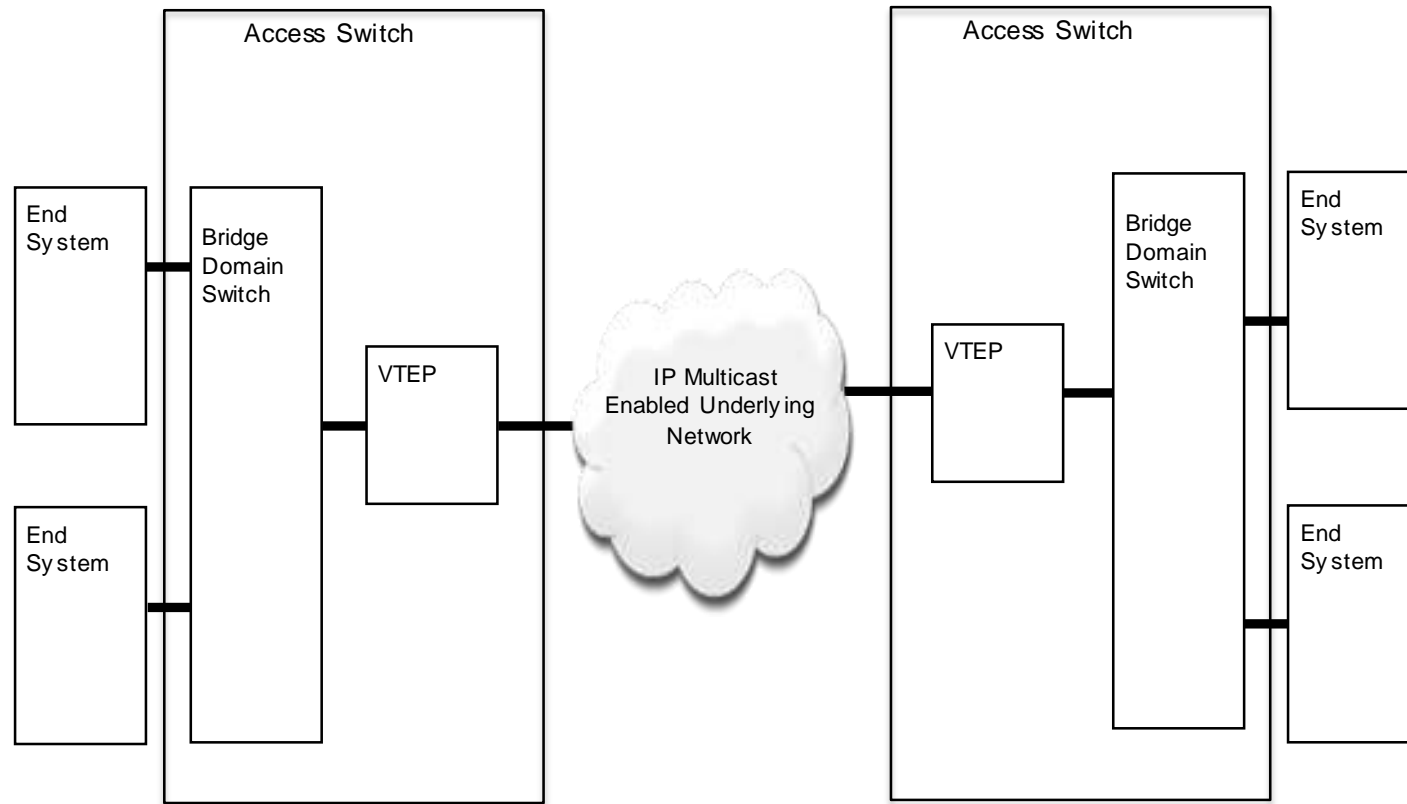 Access Switch
Access Switch
End
System
Bridge
Domain
Switch
VTEP
End
System
IP Multicast
Enabled Underlying
Network
VTEP
Bridge
Domain
Switch
End
System
End
System